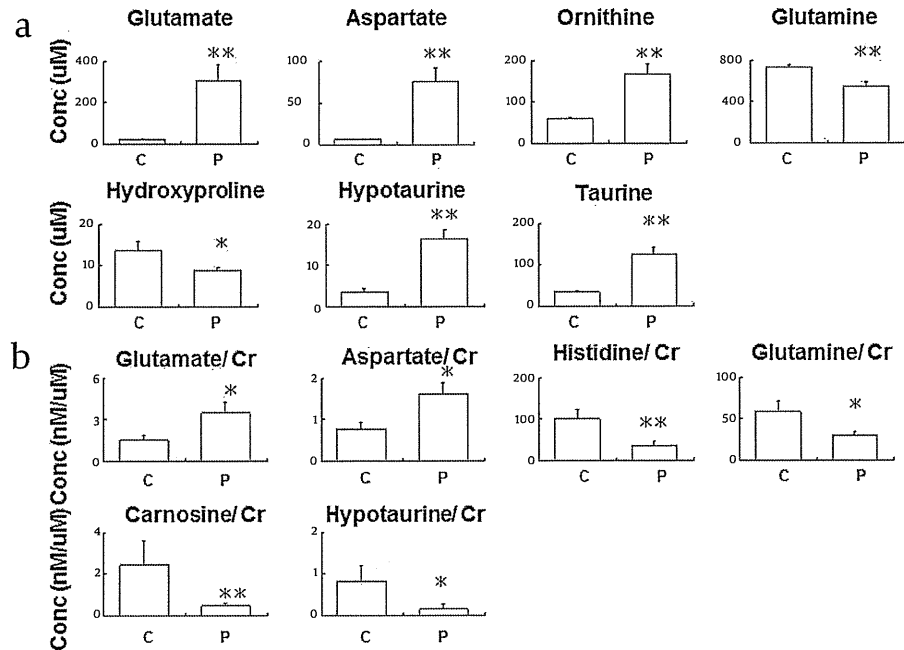 a
Glutamate Aspartate Ornithine Glutamine
Conc (uM)
400
200
0
**
C P
100
50
0
**
C P
200
100
0
**
C P
800
400
0
**
C P
Hydroxyproline Hypotaurine Taurine
Conc (uM)
20
10
0
*
C P
20
10
0
**
C P
200
100
0
**
C P
b
Glutamate/ Cr Aspartate/ Cr Histidine/ Cr Glutamine/ Cr
Conc (nM/uM)
6
3
0
*
C P
2
1
0
*
C P
100
50
0
**
C P
100
50
0
*
C P
Carnosine/ Cr Hypotaurine/ Cr
Conc (nM/uM)
4
2
0
**
C P
2
1
0
*
C P